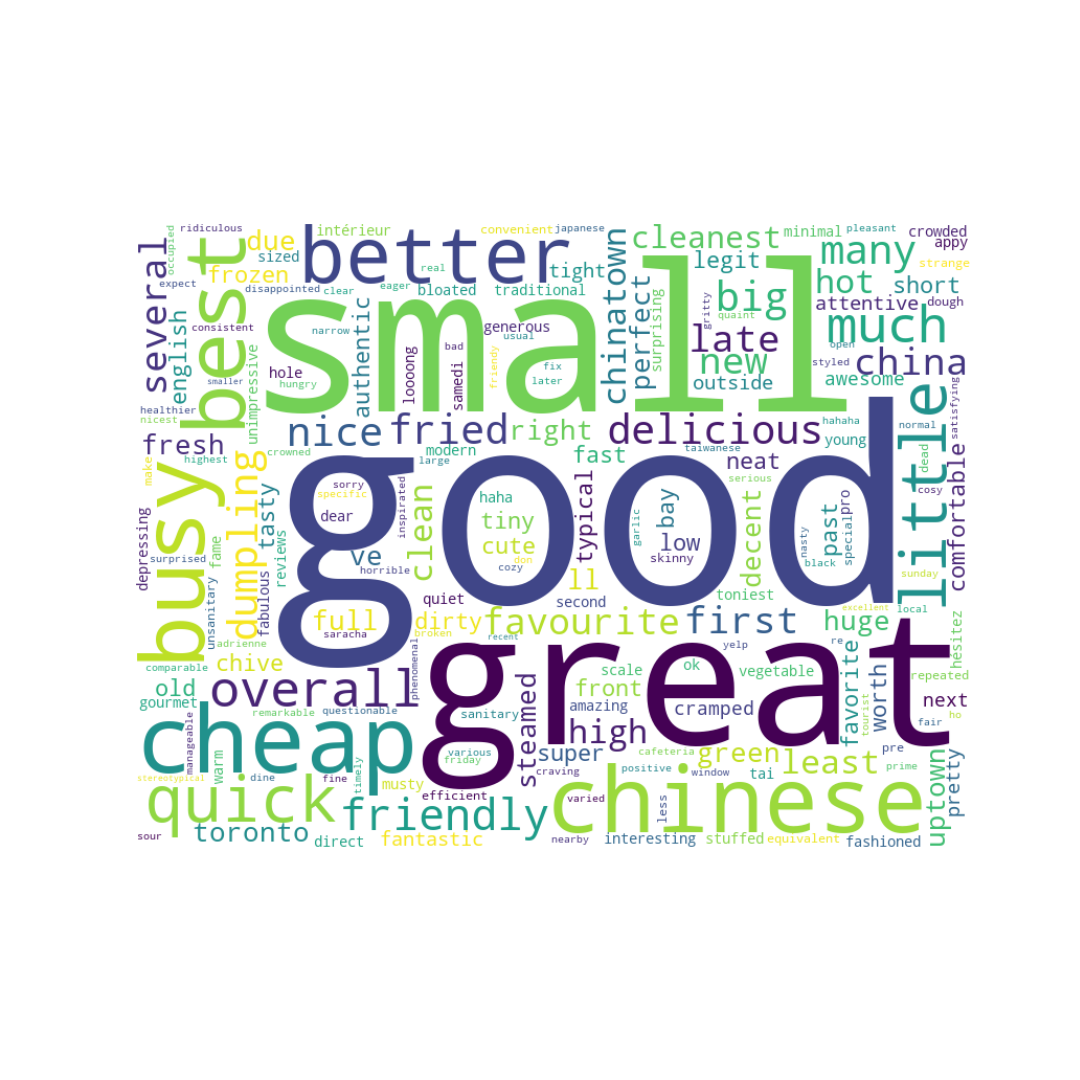 ridiculous
intérieur
convenient
japanese
minimal
pleasant
crowded
occupied
due
better
cleanest
many
appy
sized
real
tight
legit
strange
several
best
frozen
eager
bloated
traditional
chinatown
big
hot
short
expect
disappointed
clear
small
attentive
dough
consistent
narrow
generous
usual
gritty
quaint
much
open
english
unimpressive
authentic
looooong
bad
perfect
surprising
late
new
china
styled
hole
samedi
friendy
fix
later
outside
awesome
smaller
hungry
healthier
nicest
nice
fried
right
delicious
hahaha
normal
satisfying
little
fresh
highest
crowned
modern
large
fast
taiwanese
young
neat
dead
comfortable
cosy
busy
make
dumpling
tasty
sorry
specific
inspirated
good
serious
haha
typical
bay
decent
past
pro
special
dear
clean
tiny
garlic
depressing
surprised
fame
reviews
ve
cute
don
low
nasty
black
horrible
cozy
skinny
sunday
unsanitary
fabulous
quiet
ll
second
toniest
excellent
local
adrienne
full
saracha
dirty
broken
favourite
recent
first
yelp
huge
re
hesitez
comparable
chive
phenomenal
great
scale
ok
vegetable
favorite
worth
repeated
old
gourmet
overall
steamed
front
amazing
cramped
tourist
next
fair
ho
remarkable
questionable
sanitary
high
manageable
cheap
various
friday
super
cafeteria
green
least
pre
prime
uptown
pretty
stereotypical
warm
dine
fine
timely
musty
craving
positive
window
tai
quick
efficient
varied
less
chinese
friendly
sour
toronto
direct
fantastic
nearby
interesting
stuffed
equivalent
fashioned